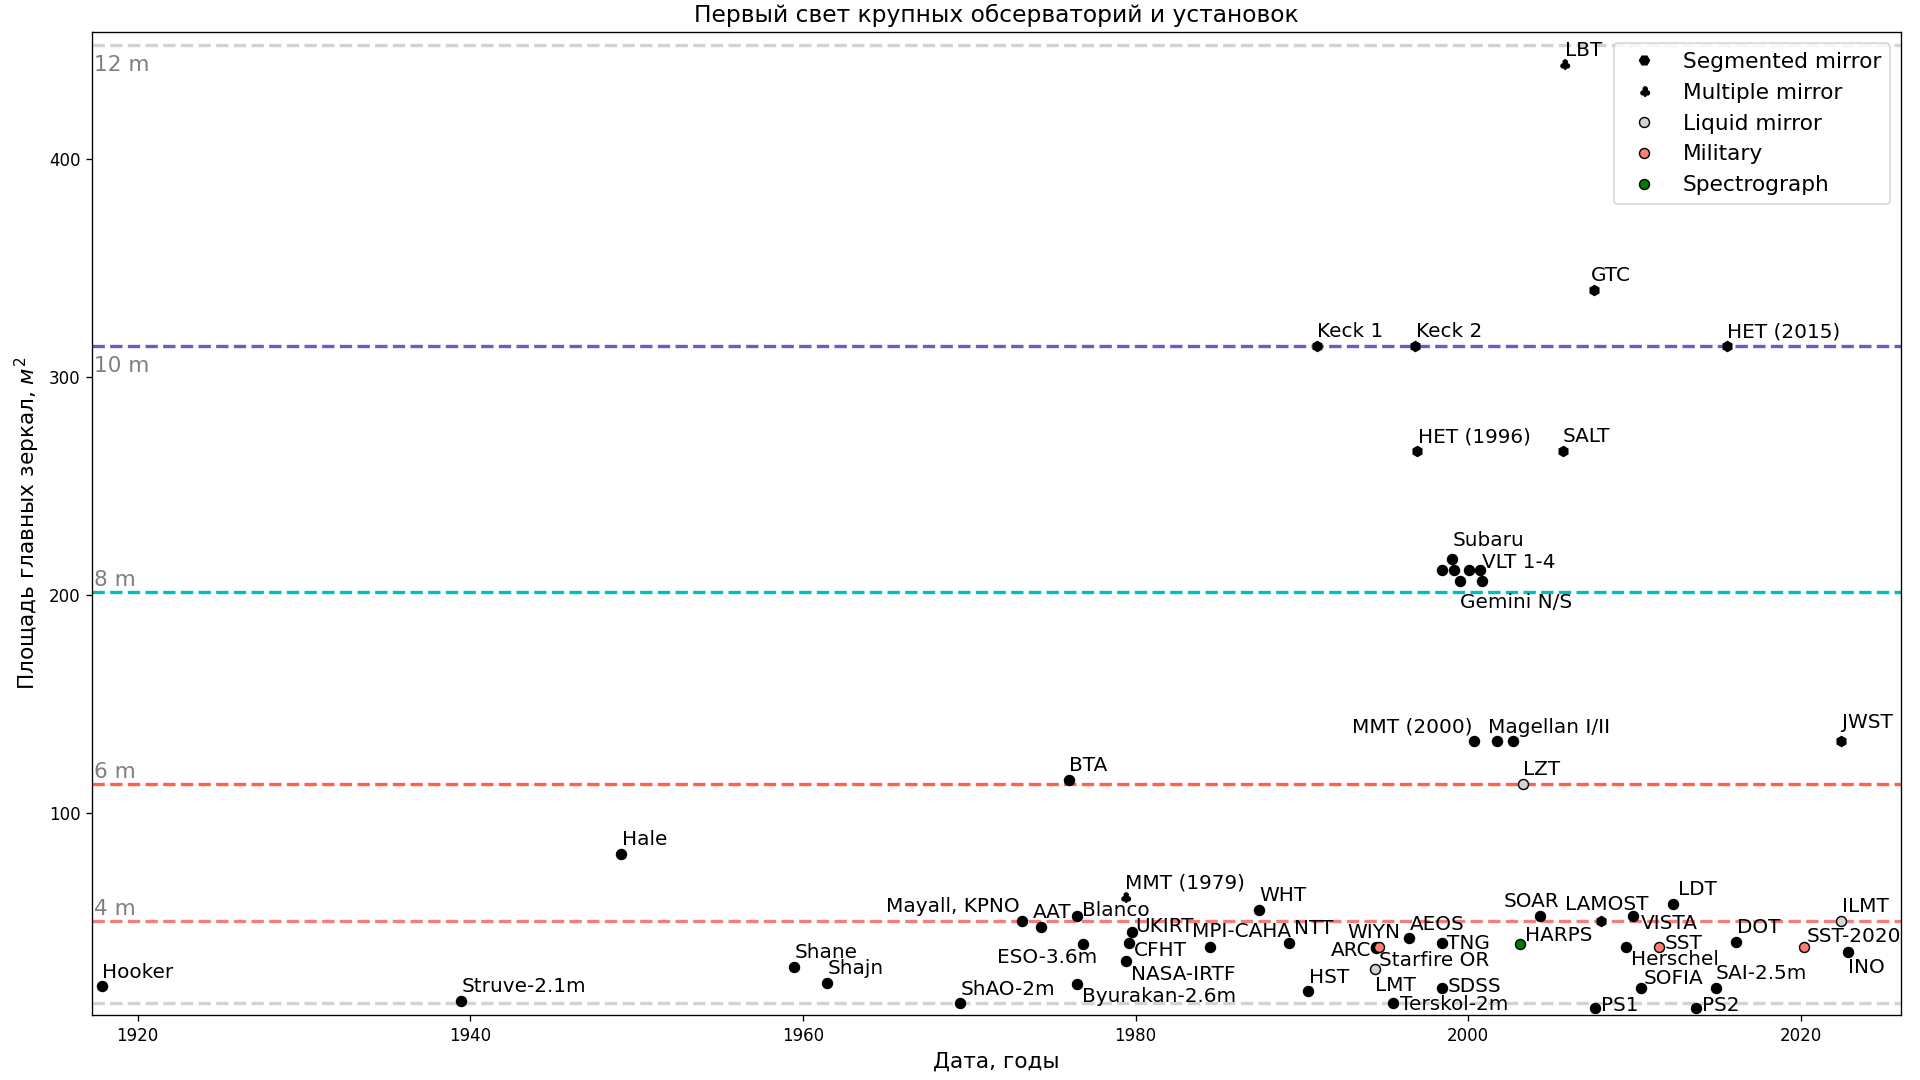 Первый свет крупных обсерваторий и установок
Площадь главных зеркал, м²
12 m
LBT
Segmented mirror
Multiple mirror
Liquid mirror
Military
Spectrograph
400
GTC
Keck 1
Keck 2
HET (2015)
10 m
300
HET (1996)
SALT
Subaru
VLT 1-4
8 m
200
Gemini N/S
MMT (2000)
Magellan I/II
JWST
BTA
LZT
6 m
100
Hale
MMT (1979)
WHT
LDT
Mayall, KPNO
AAT
Blanco
SOAR
LAMOST
ILMT
4 m
UKIRT
MPI-CAHA
NTT
WIYN
AEOS
HARPS
VISTA
DOT
SST-2020
ESO-3.6m
CFHT
ARC
TNG
SST
Shane
Starfire OR
Herschel
INO
Hooker
Shajn
NASA-IRTF
HST
LMT
SOFIA
SAI-2.5m
Struve-2.1m
ShAO-2m
Byurakan-2.6m
SDSS
Terskol-2m
PS1
PS2
1920
1940
1960
1980
2000
2020
Дата, годы